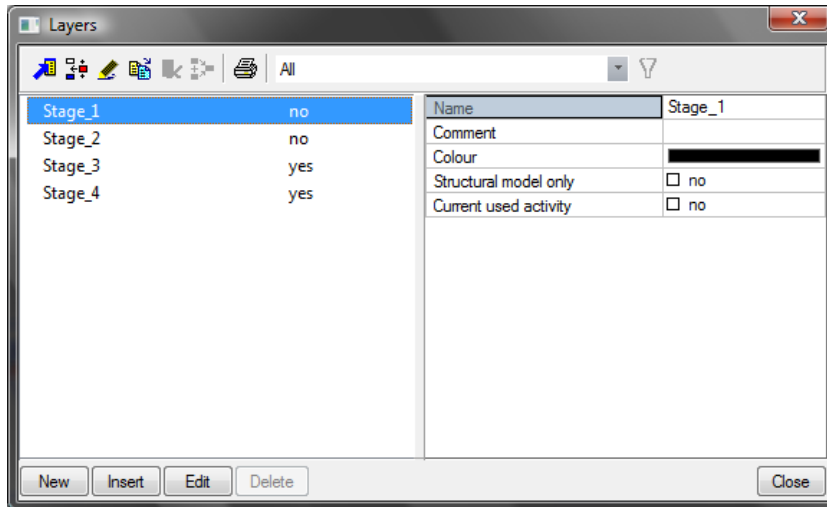 Layers
All
Stage_1 no
Stage_2 no
Stage_3 yes
Stage_4 yes
Name Stage_1
Comment
Colour
Structural model only no
Current used activity no
New Insert Edit Delete Close